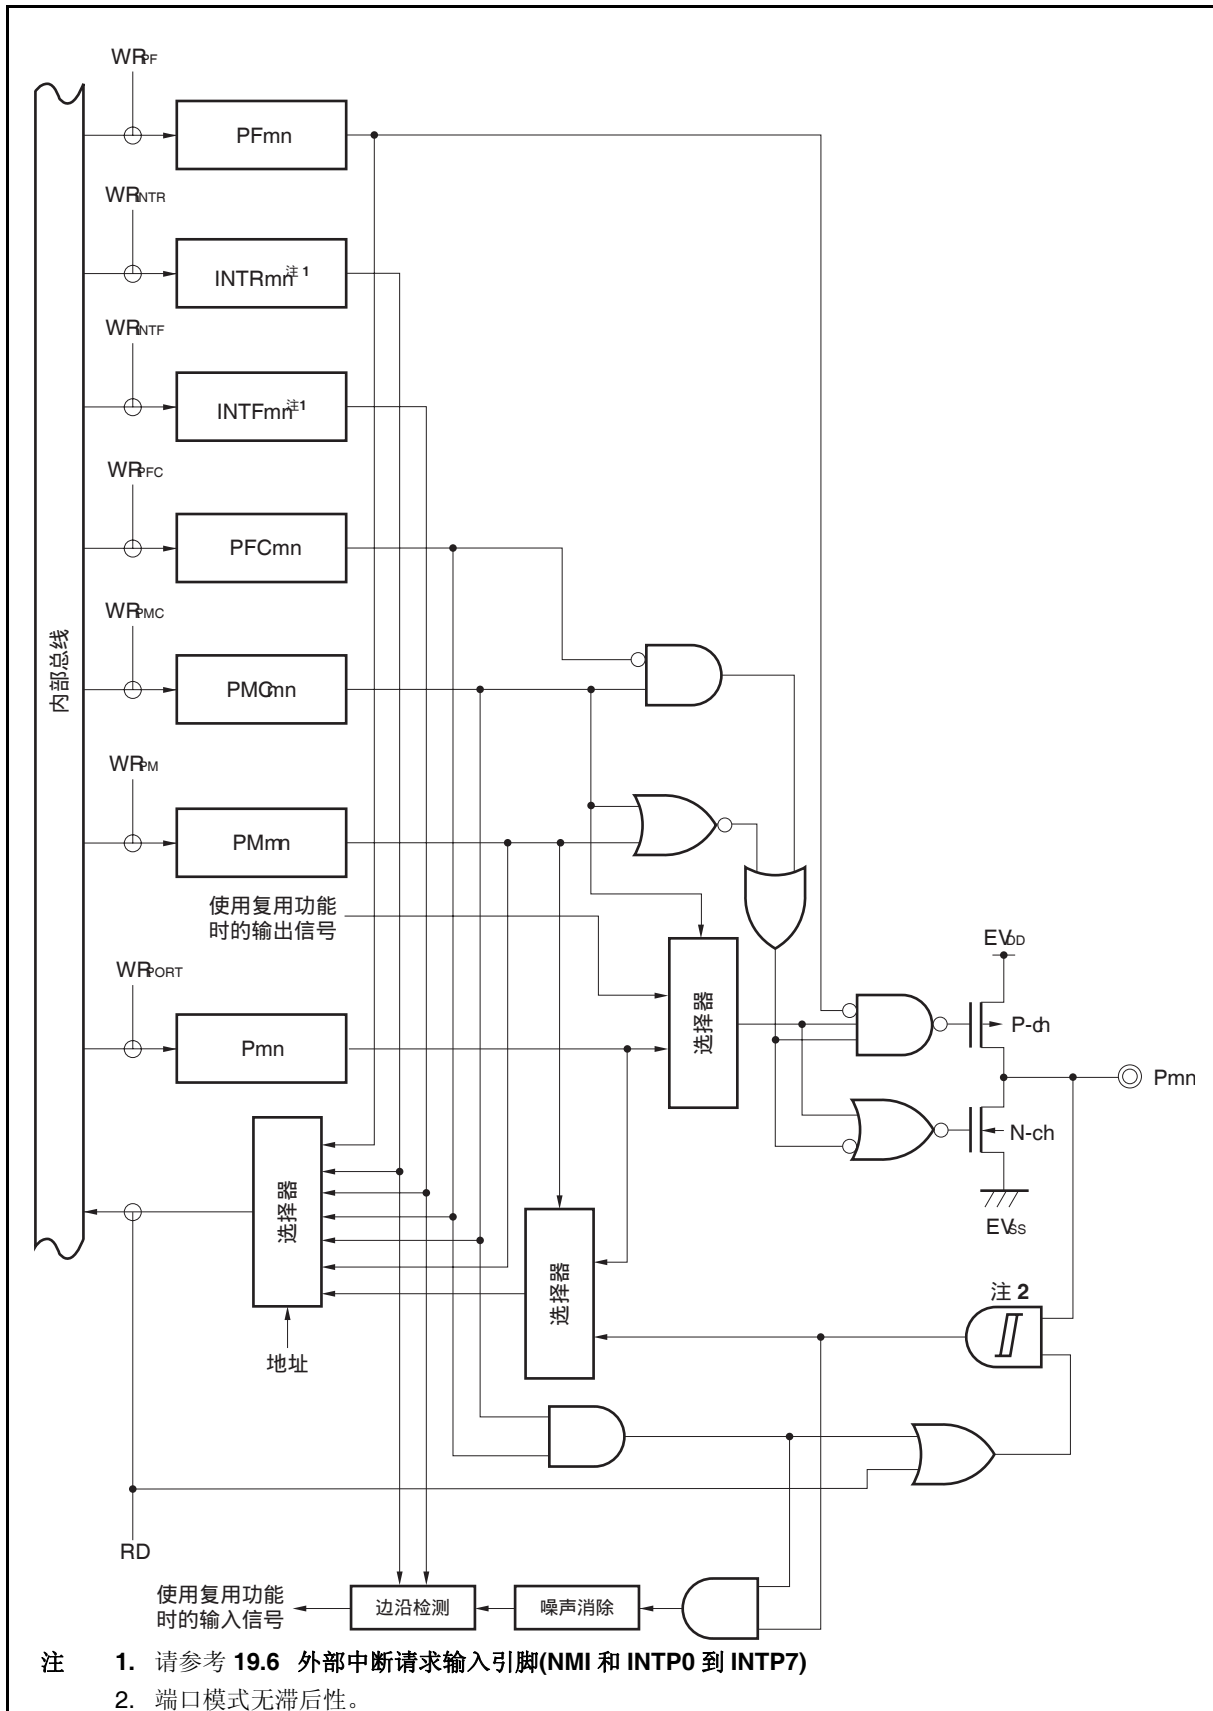 WRPF
PFmn
WRINTR
INTRmn注1
WRINTF
INTFmn注1
WRPFC
PFCmn
WRPMC
PMCmn
内部总线
WRPM
PMmn
使用复用功能
时的输出信号
WRPORT
Pmn
选择器
EVDD
P-ch
Pmn
N-ch
EVSS
选择器
选择器
地址
注 2
RD
使用复用功能
时的输入信号
边沿检测
噪声消除
注 1. 请参考 19.6 外部中断请求输入引脚(NMI 和 INTP0 到 INTP7)
2. 端口模式无滞后性。